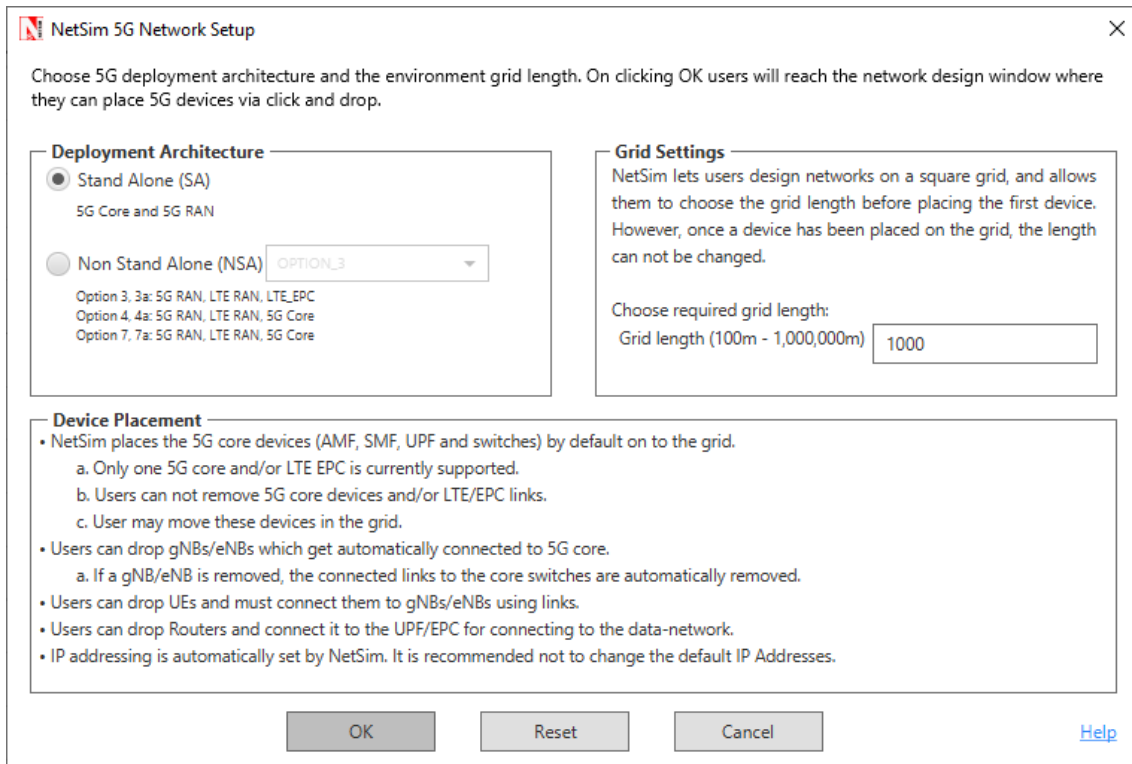 NetSim 5G Network Setup
Choose 5G deployment architecture and the environment grid length. On clicking OK users will reach the network design window where
they can place 5G devices via click and drop.
Deployment Architecture
Stand Alone (SA)
5G Core and 5G RAN
Non Stand Alone (NSA) OPTION_3
Option 3, 3a: 5G RAN, LTE RAN, LTE_EPC
Option 4, 4a: 5G RAN, LTE RAN, 5G Core
Option 7, 7a: 5G RAN, LTE RAN, 5G Core
Grid Settings
NetSim lets users design networks on a square grid, and allows
them to choose the grid length before placing the first device.
However, once a device has been placed on the grid, the length
can not be changed.
Choose required grid length:
Grid length (100m - 1,000,000m) 1000
Device Placement
• NetSim places the 5G core devices (AMF, SMF, UPF and switches) by default on to the grid.
a. Only one 5G core and/or LTE EPC is currently supported.
b. Users can not remove 5G core devices and/or LTE/EPC links.
c. User may move these devices in the grid.
• Users can drop gNBs/eNBs which get automatically connected to 5G core.
a. If a gNB/eNB is removed, the connected links to the core switches are automatically removed.
• Users can drop UEs and must connect them to gNBs/eNBs using links.
• Users can drop Routers and connect it to the UPF/EPC for connecting to the data-network.
• IP addressing is automatically set by NetSim. It is recommended not to change the default IP Addresses.
OK Reset Cancel Help